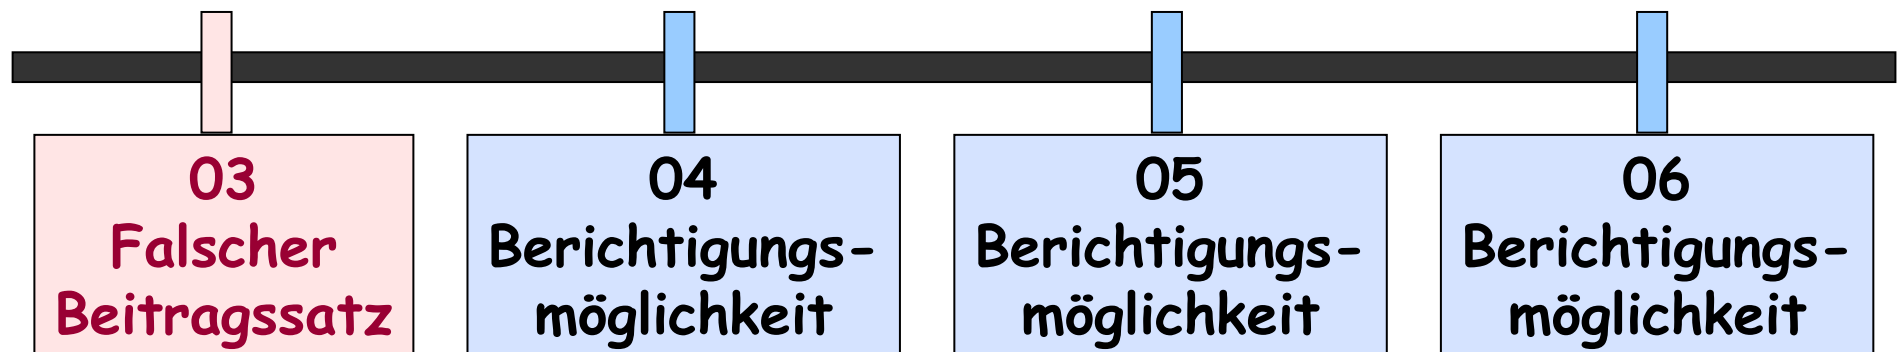 03
Falscher
Beitragssatz
04
Berichtigungs-
möglichkeit
05
Berichtigungs-
möglichkeit
06
Berichtigungs-
möglichkeit